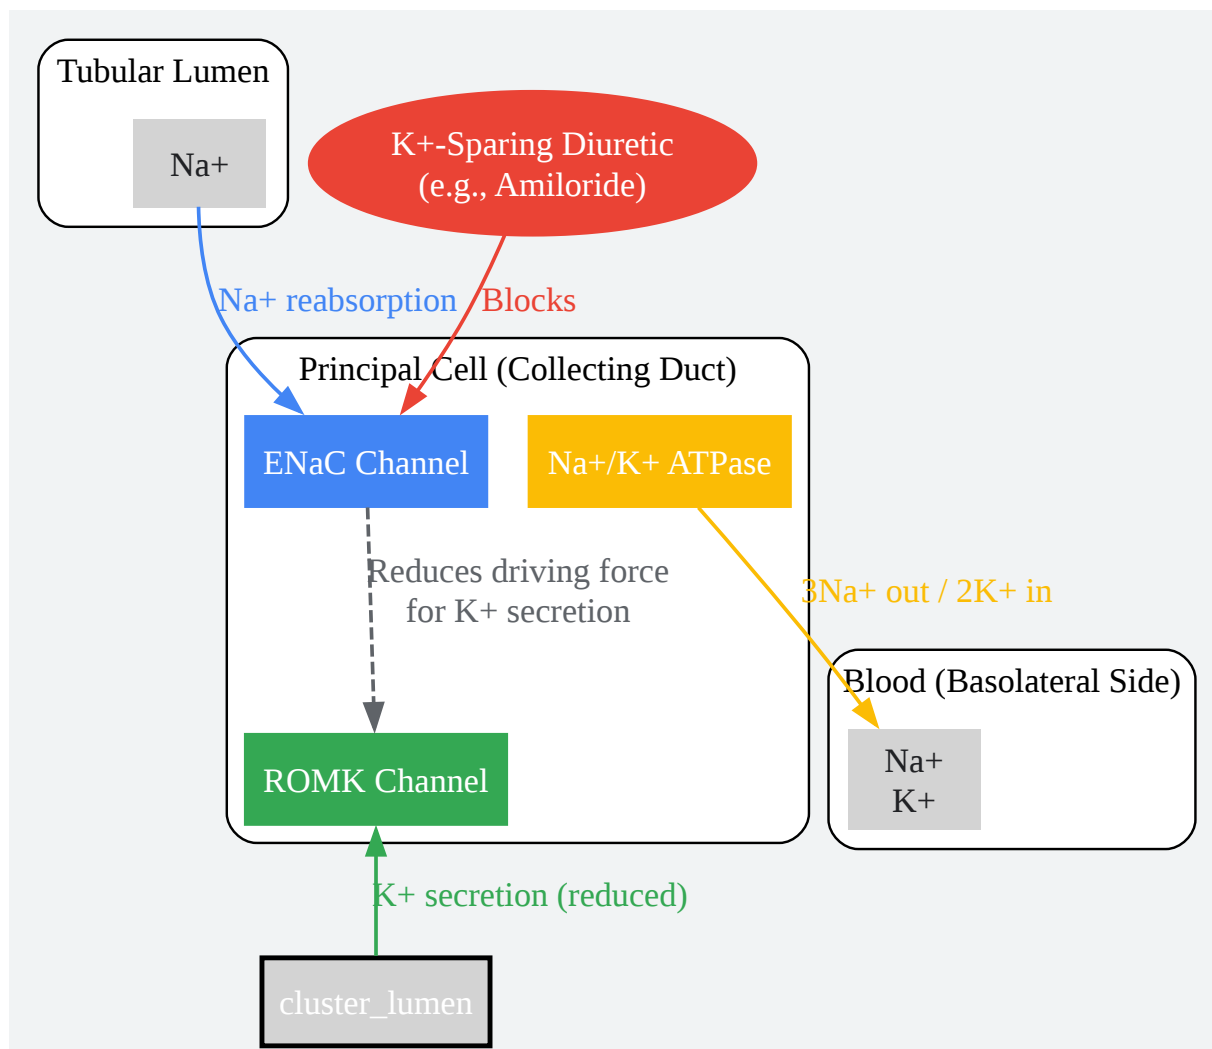 Tubular Lumen
Na+
K+-Sparing Diuretic
(e.g., Amiloride)
Na+ reabsorption
Blocks
Principal Cell (Collecting Duct)
ENaC Channel
Na+/K+ ATPase
Reduces driving force
for K+ secretion
3Na+ out / 2K+ in
Blood (Basolateral Side)
Na+
K+
ROMK Channel
K+ secretion (reduced)
cluster_lumen